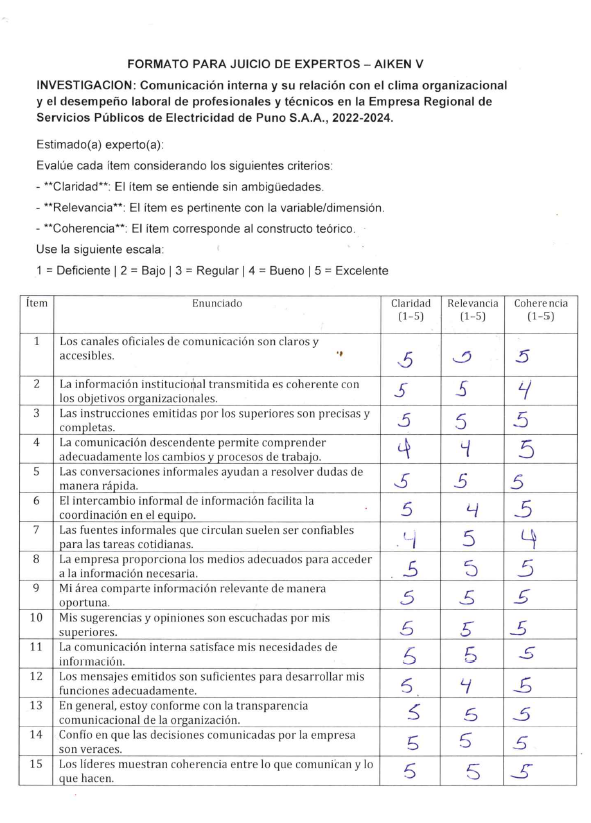 FORMATO PARA JUICIO DE EXPERTOS – AIKEN V
INVESTIGACION: Comunicación interna y su relación con el clima organizacional
y el desempeño laboral de profesionales y técnicos en la Empresa Regional de
Servicios Públicos de Electricidad de Puno S.A.A., 2022-2024.
Estimado(a) experto(a):
Evalúe cada ítem considerando los siguientes criterios:
- **Claridad**: El ítem se entiende sin ambigüedades.
- **Relevancia**: El ítem es pertinente con la variable/dimensión.
- **Coherencia**: El ítem corresponde al constructo teórico.
Use la siguiente escala:
1 = Deficiente | 2 = Bajo | 3 = Regular | 4 = Bueno | 5 = Excelente
Ítem Enunciado Claridad Relevancia Coherencia
(1–5) (1–5) (1–5)
1 Los canales oficiales de comunicación son claros y
accesibles. 5 5
2 La información institucional transmitida es coherente con
los objetivos organizacionales. 5 5 4
3 Las instrucciones emitidas por los superiores son precisas y
completas. 5 5 5
4 La comunicación descendente permite comprender
adecuadamente los cambios y procesos de trabajo. 4 4 5
5 Las conversaciones informales ayudan a resolver dudas de
manera rápida. 5 5 5
6 El intercambio informal de información facilita la
coordinación en el equipo. 5 4 5
7 Las fuentes informales que circulan suelen ser confiables
para las tareas cotidianas. 4 5 4
8 La empresa proporciona los medios adecuados para acceder
a la información necesaria. 5 5 5
9 Mi área comparte información relevante de manera
oportuna. 5 5 5
10 Mis sugerencias y opiniones son escuchadas por mis
superiores. 5 5 5
11 La comunicación interna satisface mis necesidades de
información. 5 5 5
12 Los mensajes emitidos son suficientes para desarrollar mis
funciones adecuadamente. 5 4 5
13 En general, estoy conforme con la transparencia
comunicacional de la organización. 5 5 5
14 Confío en que las decisiones comunicadas por la empresa
son veraces. 5 5 5
15 Los líderes muestran coherencia entre lo que comunican y lo
que hacen. 5 5 5